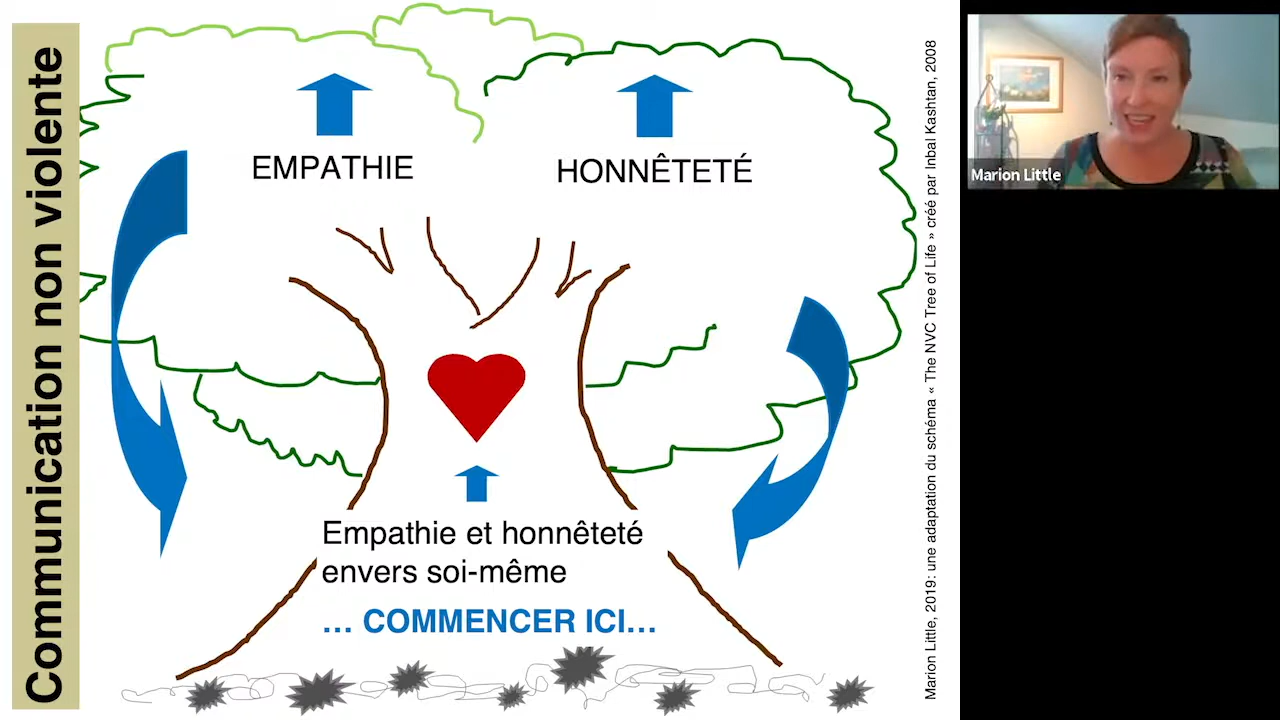 Communication non violente
EMPATHIE
HONNÊTETÉ
Empathie et honnêteté
envers soi-même
... COMMENCER ICI...
Marion Little, 2019: une adaptation du schéma « The NVC Tree of Life » créé par Inbal Kashtan, 2008
Marion Little